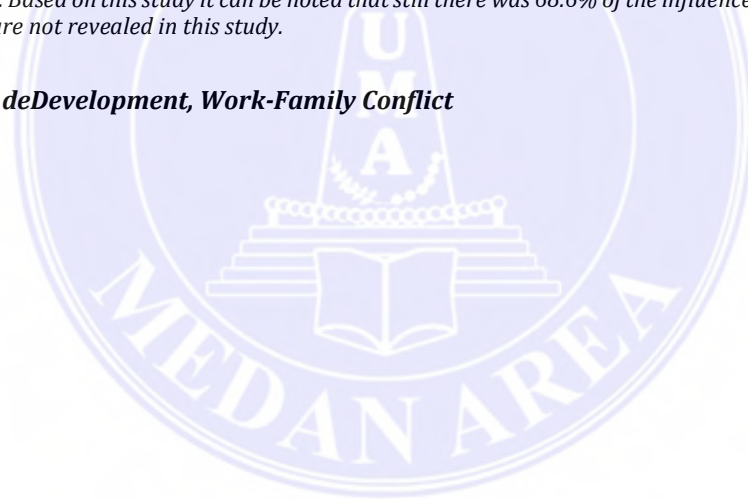 . Based on this study it can be noted that still there was 68.6% of the influence
re not revealed in this study.
deDevelopment, Work-Family Conflict
U
M
A
MEDAN AREA